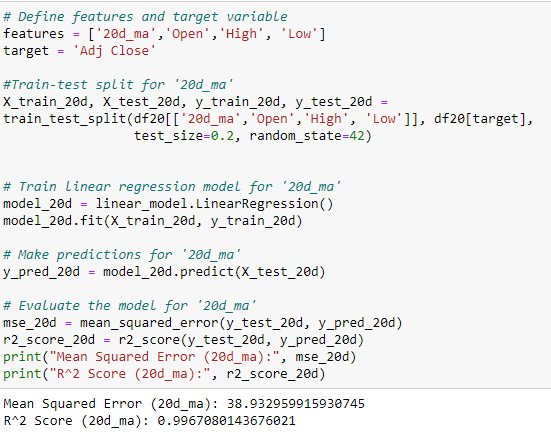 # Define features and target variable
features = ['20d_ma','Open','High', 'Low']
target = 'Adj Close'
#Train-test split for '20d_ma'
X_train_20d, X_test_20d, y_train_20d, y_test_20d =
train_test_split(df20[['20d_ma','Open','High', 'Low']], df20[target],
test_size=0.2, random_state=42)
# Train linear regression model for '20d_ma'
model_20d = linear_model.LinearRegression()
model_20d.fit(X_train_20d, y_train_20d)
# Make predictions for '20d_ma'
y_pred_20d = model_20d.predict(X_test_20d)
# Evaluate the model for '20d_ma'
mse_20d = mean_squared_error(y_test_20d, y_pred_20d)
r2_score_20d = r2_score(y_test_20d, y_pred_20d)
print("Mean Squared Error (20d_ma):", mse_20d)
print("R^2 Score (20d_ma):", r2_score_20d)
Mean Squared Error (20d_ma): 38.932959915930745
R^2 Score (20d_ma): 0.9967080143676021